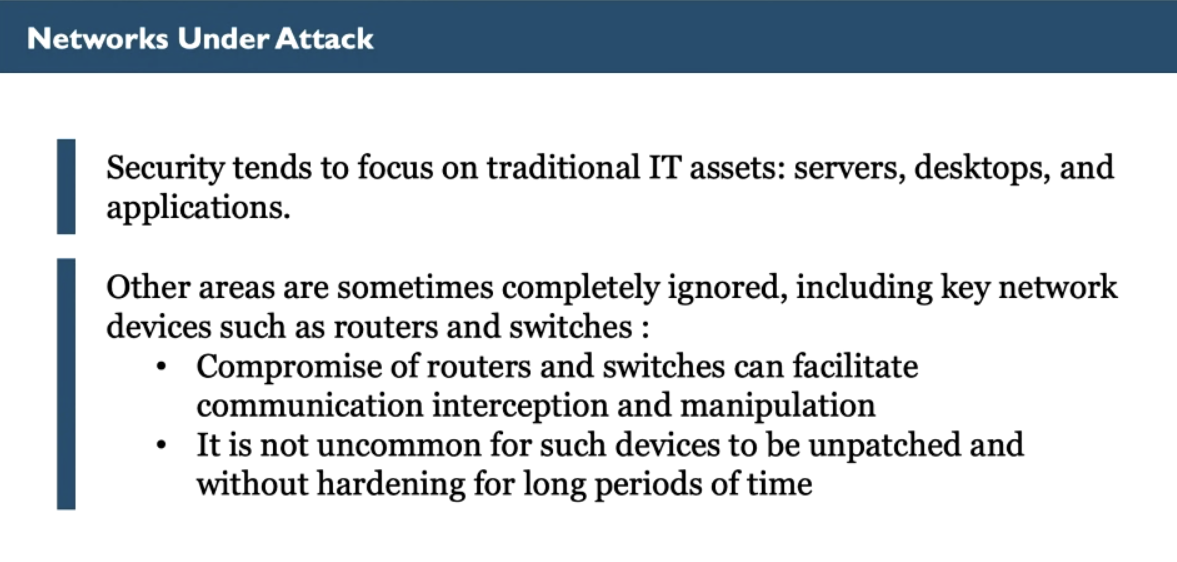 Networks Under Attack
Security tends to focus on traditional IT assets: servers, desktops, and
applications.
Other areas are sometimes completely ignored, including key network
devices such as routers and switches :
• Compromise of routers and switches can facilitate
communication interception and manipulation
• It is not uncommon for such devices to be unpatched and
without hardening for long periods of time